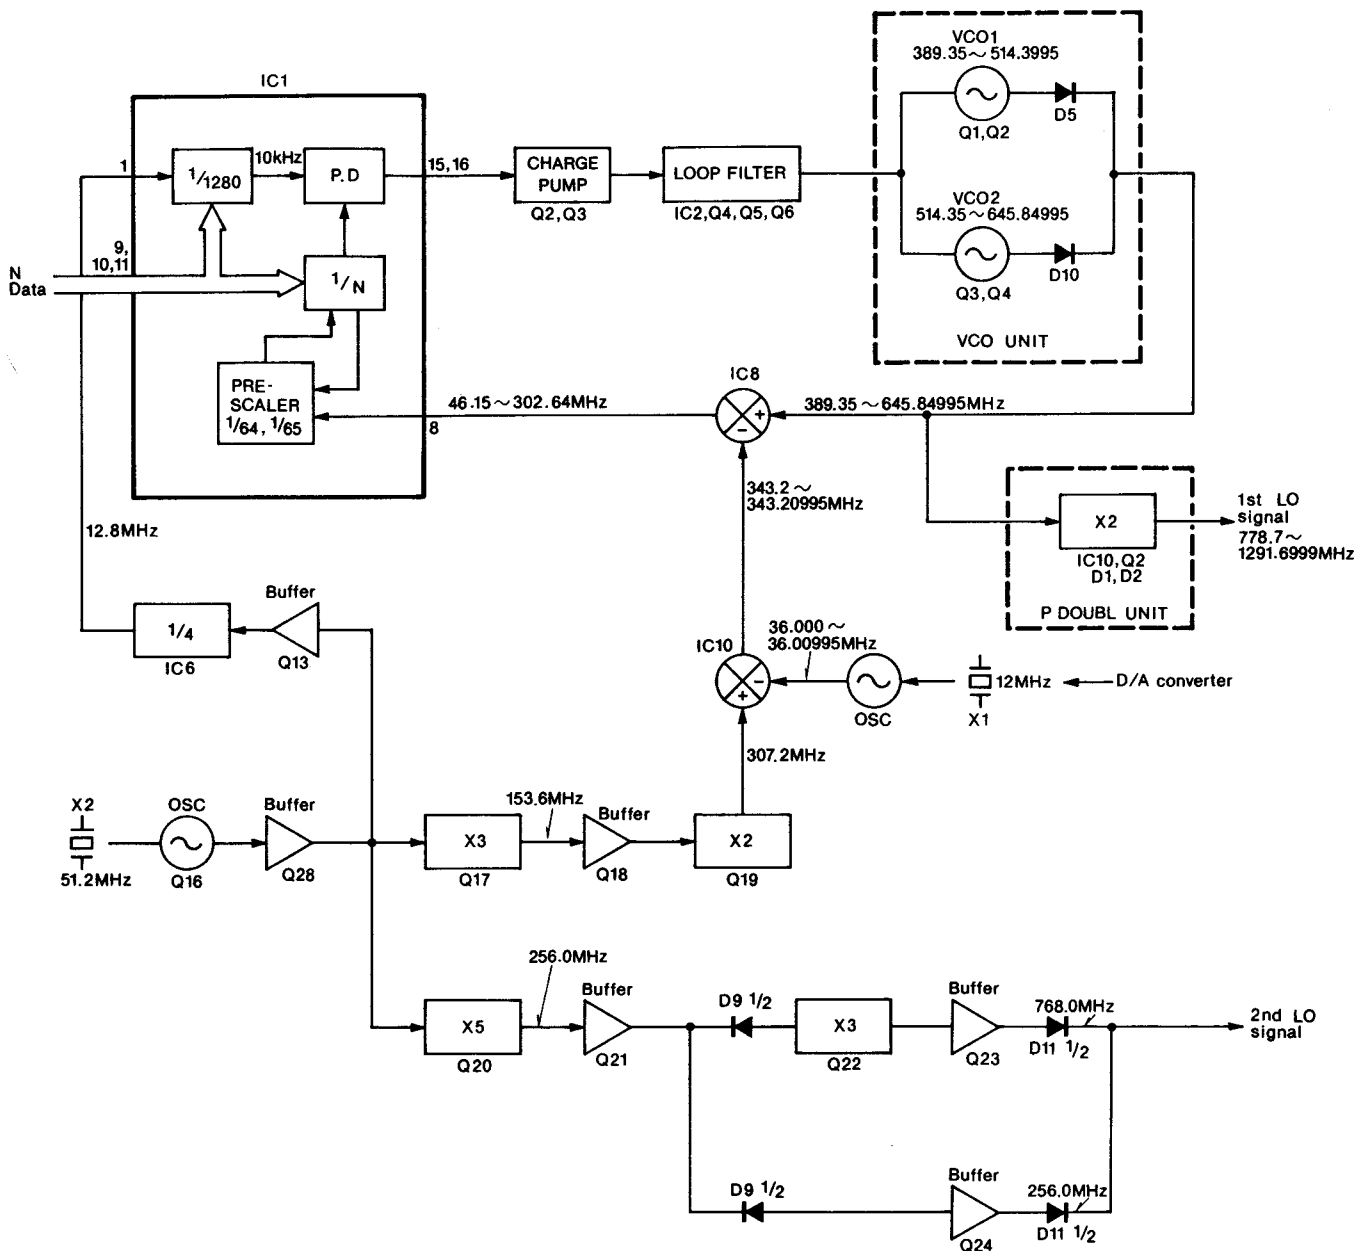 VCO1
389.35～514.3995
D5
Q1,Q2
VCO2
514.35～645.84995
D10
Q3,Q4
VCO UNIT
IC1
1
1/1280
10kHz
P.D
15,16
CHARGE
PUMP
Q2,Q3
LOOP FILTER
IC2,Q4,Q5,Q6
N
Data
9,
10,11
1/N
PRE-
SCALER
1/64, 1/65
8
46.15～302.64MHz
IC8
+
-
389.35～645.84995MHz
343.2～
343.20995MHz
X2
IC10,Q2
D1,D2
P DOUBL UNIT
1st LO
signal
778.7～
1291.6999MHz
12.8MHz
1/4
IC6
Buffer
Q13
IC10
-
+
36.000～
36.00995MHz
OSC
12MHz
X1
D/A converter
307.2MHz
X2
51.2MHz
OSC
Q16
Buffer
Q28
X3
Q17
153.6MHz
Buffer
Q18
X2
Q19
X5
Q20
256.0MHz
Buffer
Q21
D9 1/2
X3
Q22
Buffer
Q23
768.0MHz
D11 1/2
2nd LO
signal
D9 1/2
Buffer
Q24
256.0MHz
D11 1/2